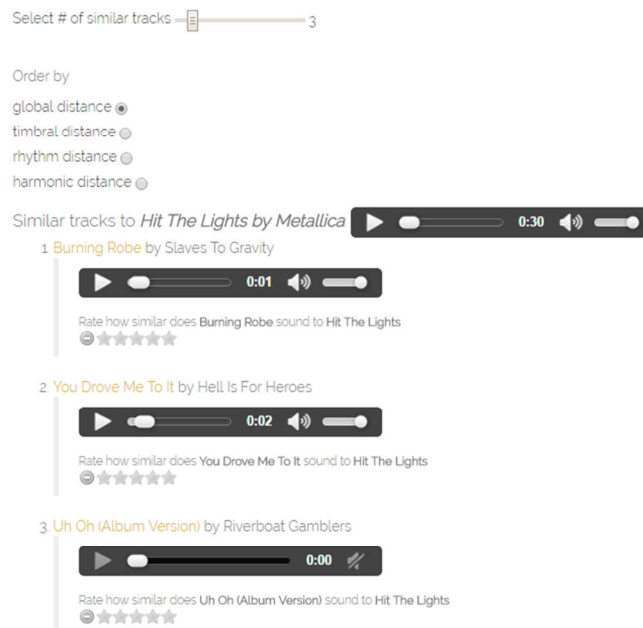 Select # of similar tracks 3
Order by
global distance
timbral distance
rhythm distance
harmonic distance
Similar tracks to Hit The Lights by Metallica 0:30
1. Burning Robe by Slaves To Gravity
0:01
Rate how similar does Burning Robe sound to Hit The Lights
2. You Drove Me To It by Hell Is For Heroes
0:02
Rate how similar does You Drove Me To It sound to Hit The Lights
3. Uh Oh (Album Version) by Riverboat Gamblers
0:00
Rate how similar does Uh Oh (Album Version) sound to Hit The Lights